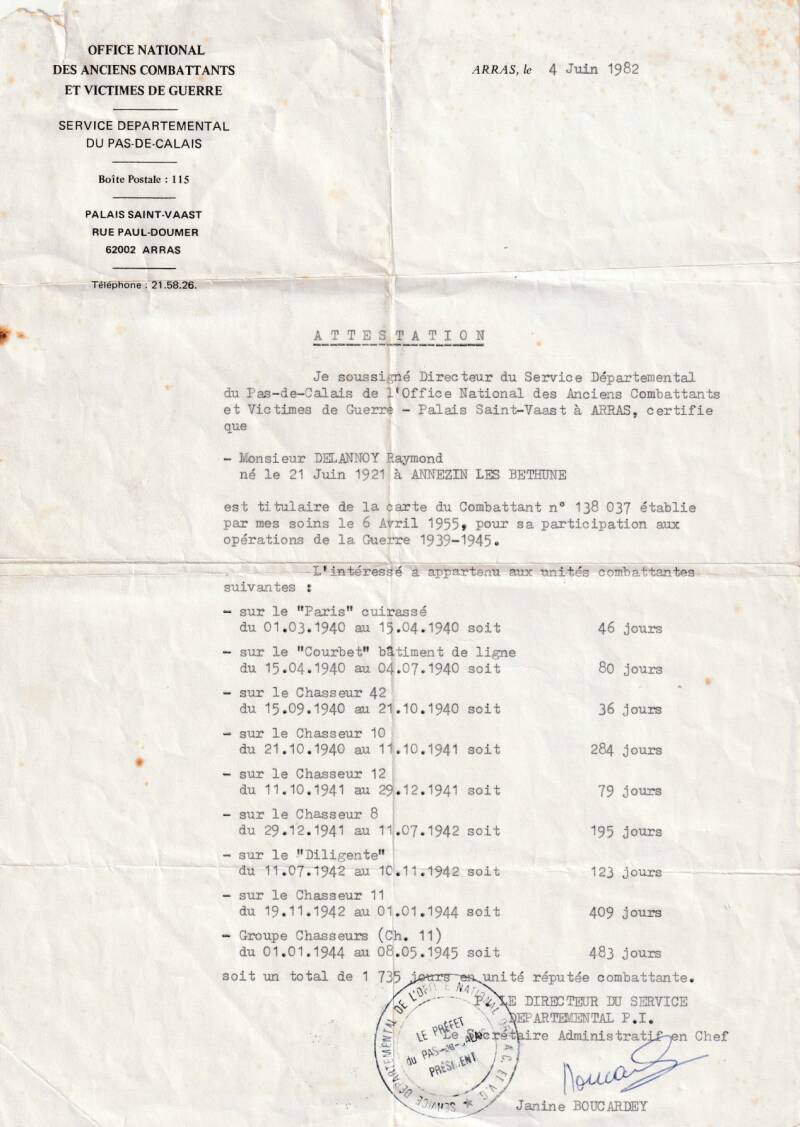 OFFICE NATIONAL
DES ANCIENS COMBATTANTS
ET VICTIMES DE GUERRE
SERVICE DEPARTEMENTAL
DU PAS-DE-CALAIS
Boîte Postale : 115
PALAIS SAINT-VAAST
RUE PAUL-DOUMER
62002 ARRAS
Téléphone : 21.58.26.
ARRAS, le 4 Juin 1982
A T T E S T A T I O N
Je soussigné Directeur du Service Départemental
du Pas-de-Calais de l'Office National des Anciens Combattants
et Victimes de Guerre - Palais Saint-Vaast à ARRAS, certifie
que
- Monsieur DELANNOY Raymond
né le 21 Juin 1921 à ANNEZIN LES BETHUNE
est titulaire de la carte du Combattant n° 138 037 établie
par mes soins le 6 Avril 1955, pour sa participation aux
opérations de la Guerre 1939-1945.
L'intéressé a appartenu aux unités combattantes
suivantes :
- sur le "Paris" cuirassé
du 01.03.1940 au 15.04.1940 soit 46 jours
- sur le "Courbet" bâtiment de ligne
du 15.04.1940 au 04.07.1940 soit 80 jours
- sur le Chasseur 42
du 15.09.1940 au 21.10.1940 soit 36 jours
- sur le Chasseur 10
du 21.10.1940 au 11.10.1941 soit 284 jours
- sur le Chasseur 12
du 11.10.1941 au 29.12.1941 soit 79 jours
- sur le Chasseur 8
du 29.12.1941 au 11.07.1942 soit 195 jours
- sur le "Diligente"
du 11.07.1942 au 10.11.1942 soit 123 jours
- sur le Chasseur 11
du 19.11.1942 au 01.01.1944 soit 409 jours
- Groupe Chasseurs (Ch. 11)
du 01.01.1944 au 08.05.1945 soit 483 jours
soit un total de 1 735 jours en unité réputée combattante.
P. LE DIRECTEUR DU SERVICE
DEPARTEMENTAL P.I.
Le Secrétaire Administratif en Chef
SERVICE DÉPARTEMENTAL DE L'OFFICE NATIONAL DES A.C. ET V.G.
LE PRÉFET
du PAS-de-CALAIS
PRÉSIDENT
Janine BOUCARDEY